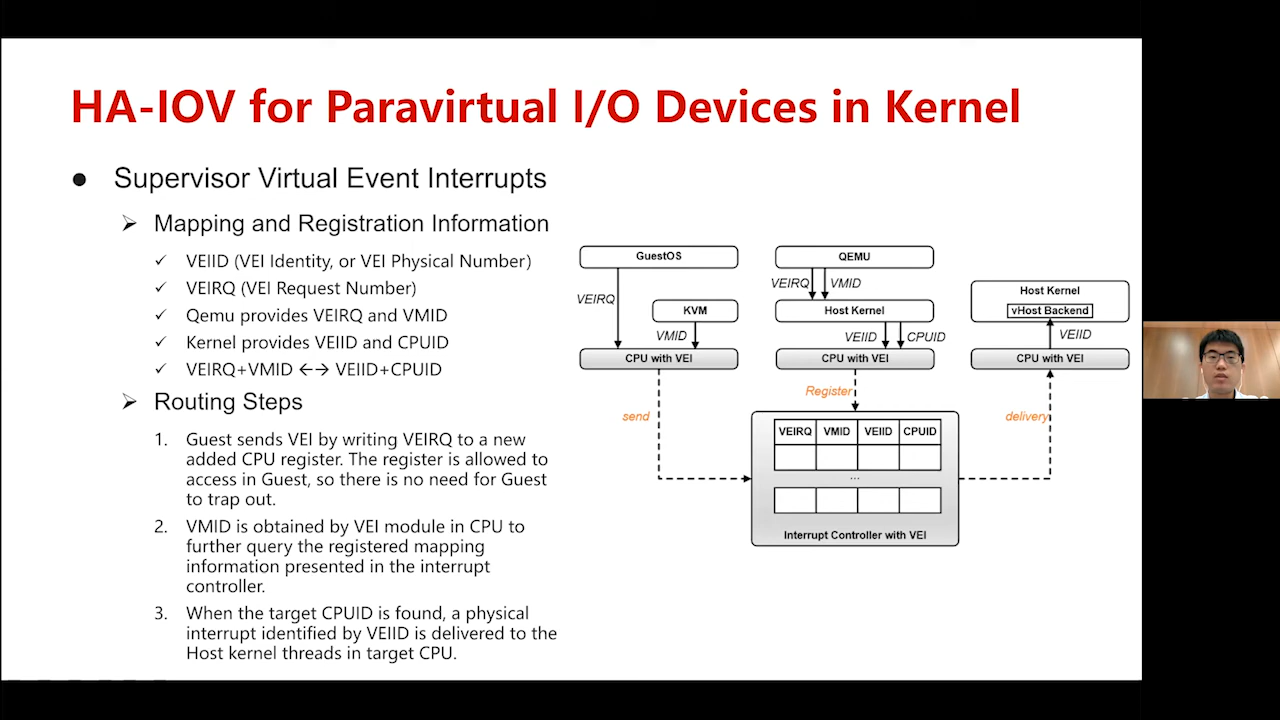 HA-IOV for Paravirtual I/O Devices in Kernel
● Supervisor Virtual Event Interrupts
➢ Mapping and Registration Information
✓ VEIID (VEI Identity, or VEI Physical Number)
✓ VEIRQ (VEI Request Number)
✓ Qemu provides VEIRQ and VMID
✓ Kernel provides VEIID and CPUID
✓ VEIRQ+VMID ←→ VEIID+CPUID
➢ Routing Steps
1. Guest sends VEI by writing VEIRQ to a new
added CPU register. The register is allowed to
access in Guest, so there is no need for Guest
to trap out.
2. VMID is obtained by VEI module in CPU to
further query the registered mapping
information presented in the interrupt
controller.
3. When the target CPUID is found, a physical
interrupt identified by VEIID is delivered to the
Host kernel threads in target CPU.
GuestOS
VEIRQ
KVM
VMID
CPU with VEI
send
QEMU
VEIRQ VMID
Host Kernel
VEIID CPUID
CPU with VEI
Register
VEIRQ VMID VEIID CPUID
...
Interrupt Controller with VEI
Host Kernel
vHost Backend
VEIID
CPU with VEI
delivery